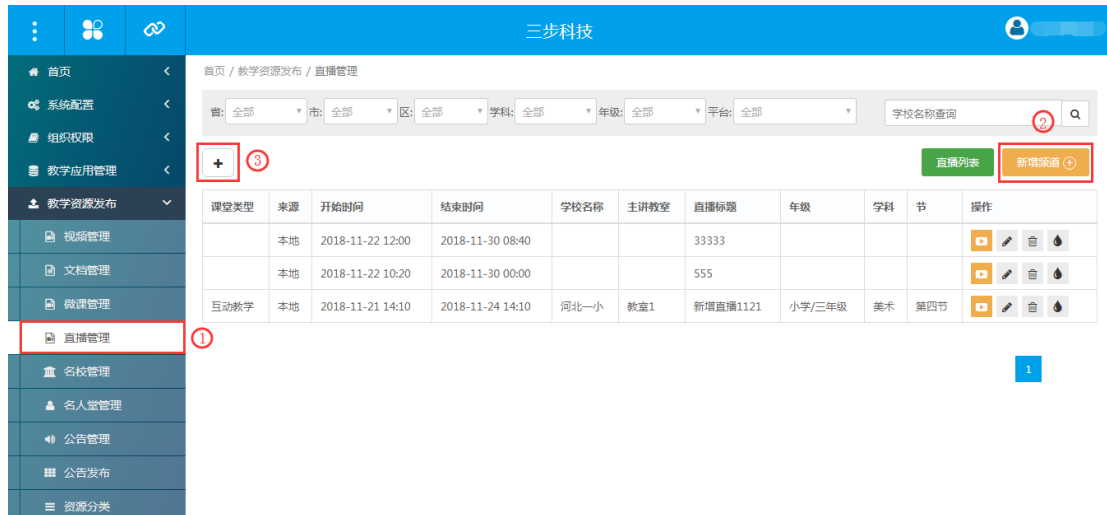 三步科技
首页
系统配置
组织权限
教学应用管理
教学资源发布
视频管理
文档管理
微课管理
直播管理 ①
名校管理
名人堂管理
公告管理
公告发布
资源分类
首页 / 教学资源发布 / 直播管理
省: 全部 市: 全部 区: 全部 学科: 全部 年级: 全部 平台: 全部 学校名称查询
②
+ ③ 直播列表 新增频道
课堂类型 来源 开始时间 结束时间 学校名称 主讲教室 直播标题 年级 学科 节 操作
本地 2018-11-22 12:00 2018-11-30 08:40 33333
本地 2018-11-22 10:20 2018-11-30 00:00 555
互动教学 本地 2018-11-21 14:10 2018-11-24 14:10 河北一小 教室1 新增直播1121 小学/三年级 美术 第四节
1